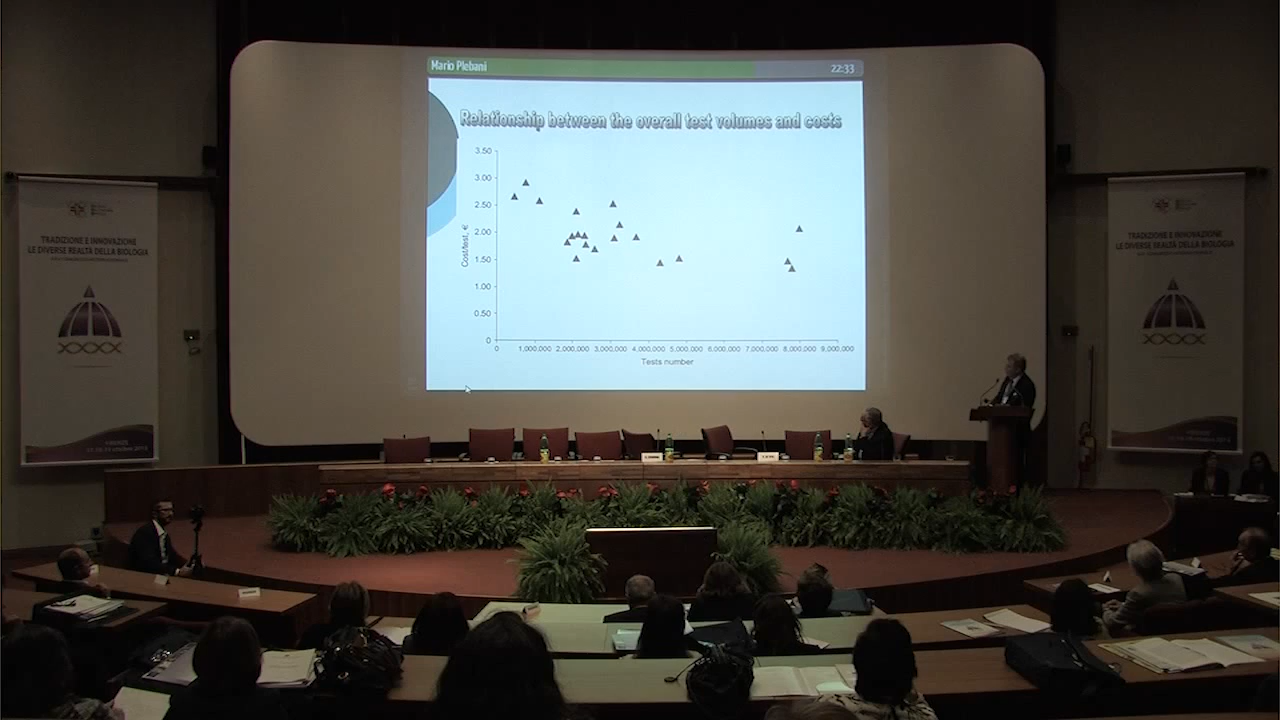 Mario Plebani
22:33
Relationship between the overall test volumes and costs
3.50
3.00
2.50
2.00
1.50
1.00
0.50
0
Cost/test, €
0
1,000,000
2,000,000
3,000,000
4,000,000
5,000,000
6,000,000
7,000,000
8,000,000
9,000,000
Tests number
TRADIZIONE E INNOVAZIONE
LE DIVERSE REALTÀ DELLA BIOLOGIA
FIRENZE
TRADIZIONE E INNOVAZIONE
LE DIVERSE REALTÀ DELLA BIOLOGIA
FIRENZE